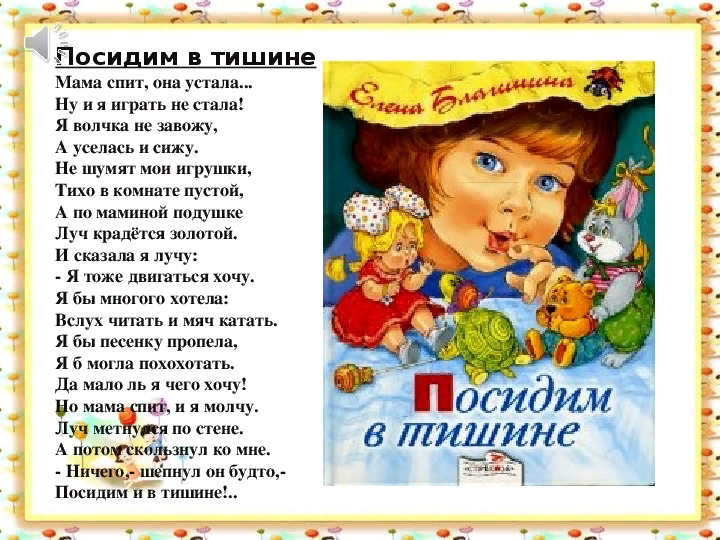 Посидим в тишине
Мама спит, она устала...
Ну и я играть не стала!
Я волчка не завожу,
А уселась и сижу.
Не шумят мои игрушки,
Тихо в комнате пустой,
А по маминой подушке
Луч крадётся золотой.
И сказала я лучу:
- Я тоже двигаться хочу.
Я бы многого хотела:
Вслух читать и мяч катать.
Я бы песенку пропела,
Я б могла похохотать.
Да мало ль я чего хочу!
Но мама спит, и я молчу.
Луч метнулся по стене.
А потом скользнул ко мне.
- Ничего,- шепнул он будто,-
Посидим и в тишине!..
Елена Благинина
Посидим
в тишине